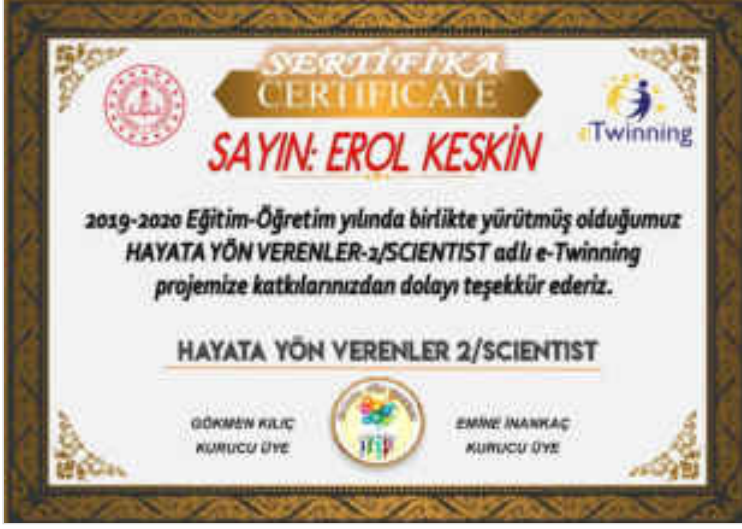 SERTİFİKA
CERTIFICATE
eTwinning
SAYIN: EROL KESKİN
2019-2020 Eğitim-Öğretim yılında birlikte yürütmüş olduğumuz
HAYATA YÖN VERENLER-2/SCIENTIST adlı e-Twinning
projemize katkılarınızdan dolayı teşekkür ederiz.
HAYATA YÖN VERENLER 2/SCIENTIST
GÖKMEN KILIÇ
KURUCU ÜYE
EMİNE İNANKAÇ
KURUCU ÜYE